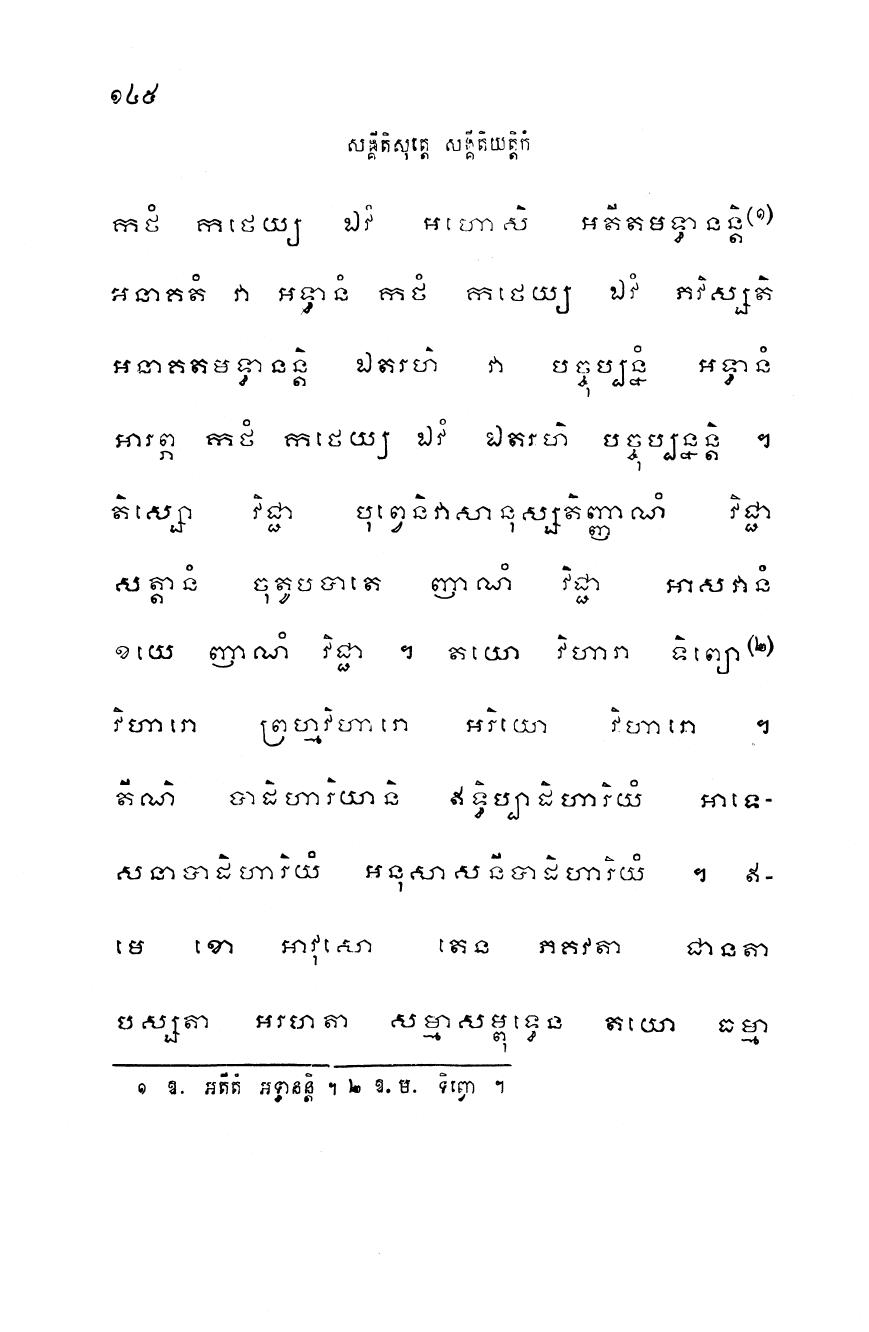 ១៤៥
សង្គីតិសុត្តេ សង្គីតិយត្តិកំ
កថំ កថេយ្យ ឯវំ អហោសិ អតីតមទ្ធានន្តិ(១)
អនាគតំ វា អទ្ធានំ កថំ កថេយ្យ ឯវំ ភវិស្សតិ
អនាគតមទ្ធានន្តិ ឯតរហិ វា បច្ចុប្បន្នំ អទ្ធានំ
អារព្ភ កថំ កថេយ្យ ឯវំ ឯតរហិ បច្ចុប្បន្នន្តិ ។
តិស្សោ វិជ្ជា បុព្វេនិវាសានុស្សតិញ្ញាណំ វិជ្ជា
សត្តានំ ចុតូបបាតេ ញាណំ វិជ្ជា អាសវានំ
ខយេ ញាណំ វិជ្ជា ។ តយោ វិហារា ទិព្យោ(២)
វិហារោ ព្រហ្មវិហារោ អរិយោ វិហារោ ។
តីណិ បាដិហារិយានិ ឥទ្ធិប្បាដិហារិយំ អាទេ-
សនាបាដិហារិយំ អនុសាសនីបាដិហារិយំ ។ ឥ-
មេ ខោ អាវុសោ តេន ភគវតា ជានតា
បស្សតា អរហតា សម្មាសម្ពុទ្ធេន តយោ ធម្មា
១ ឱ. អតីតំ អទ្ធានន្តិ ។ ២ ឱ. ម. ទិព្វោ ។